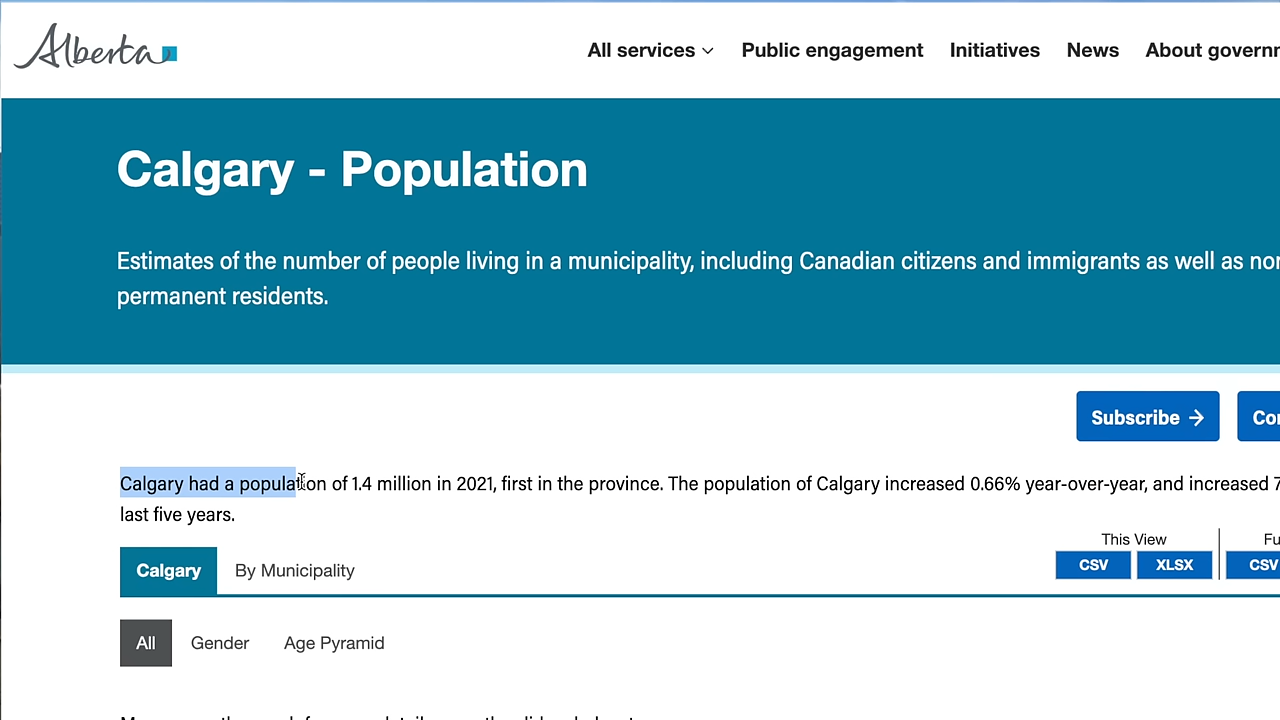 Alberta
All services Public engagement Initiatives News About
Calgary - Population
Estimates of the number of people living in a municipality, including Canadian citizens and immigrants as well as
permanent residents.
Subscribe →
Calgary had a population of 1.4 million in 2021, first in the province. The population of Calgary increased 0.66% year-over-year, and increased 7
last five years.
This View
Calgary By Municipality CSV XLSX CSV
All Gender Age Pyramid